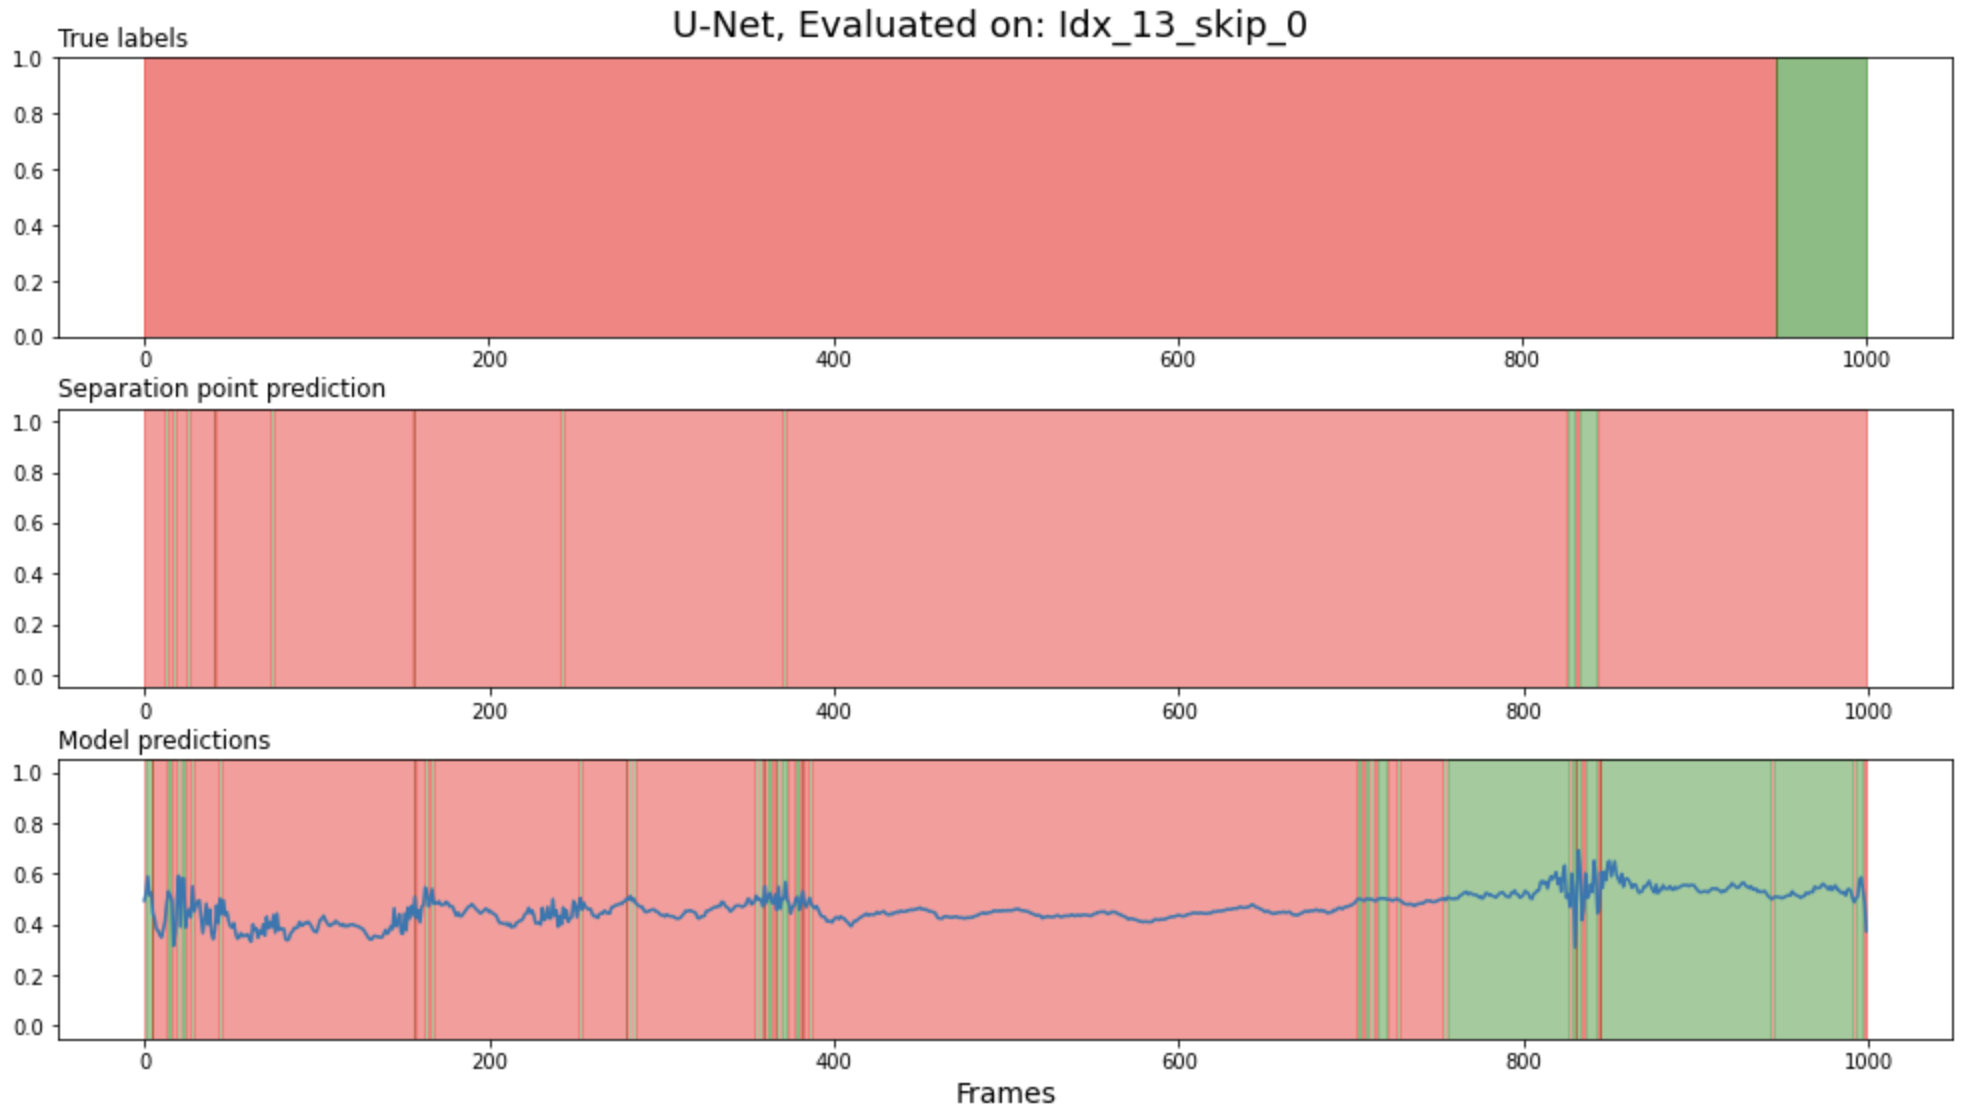 U-Net, Evaluated on: Idx_13_skip_0
True labels
1.0
0.8
0.6
0.4
0.2
0.0
0 200 400 600 800 1000
Separation point prediction
1.0
0.8
0.6
0.4
0.2
0.0
0 200 400 600 800 1000
Model predictions
1.0
0.8
0.6
0.4
0.2
0.0
0 200 400 600 800 1000
Frames